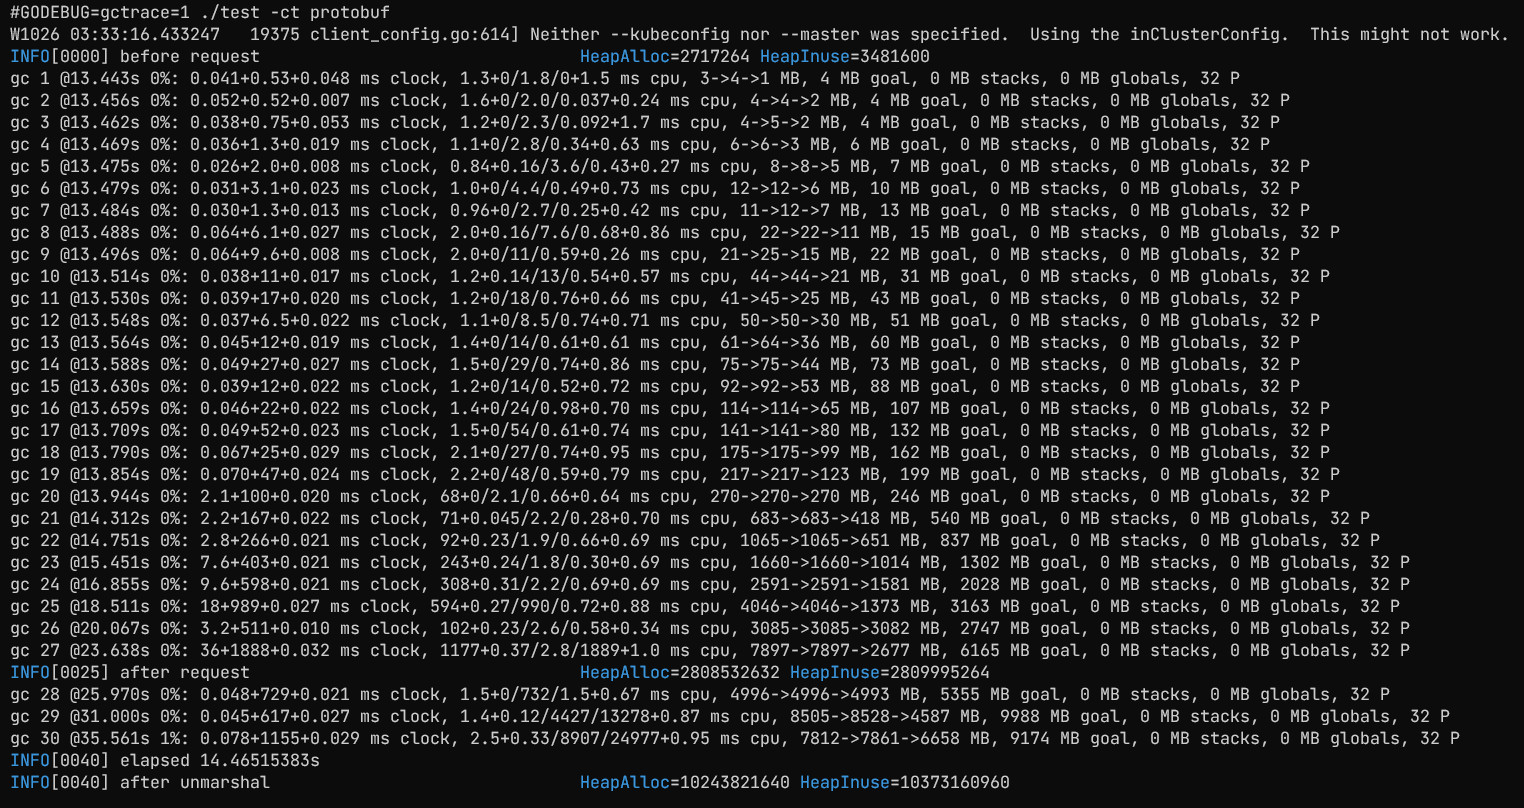 #GODEBUG=gctrace=1 ./test -ct protobuf
W1026 03:33:16.433247   19375 client_config.go:614] Neither --kubeconfig nor --master was specified.  Using the inClusterConfig.  This might not work.
INFO[0000] before request                                HeapAlloc=2717264 HeapInuse=3481600
gc 1 @13.443s 0%: 0.041+0.53+0.048 ms clock, 1.3+0/1.8/0+1.5 ms cpu, 3->4->1 MB, 4 MB goal, 0 MB stacks, 0 MB globals, 32 P
gc 2 @13.456s 0%: 0.052+0.52+0.007 ms clock, 1.6+0/2.0/0.037+0.24 ms cpu, 4->4->2 MB, 4 MB goal, 0 MB stacks, 0 MB globals, 32 P
gc 3 @13.462s 0%: 0.038+0.75+0.053 ms clock, 1.2+0/2.3/0.092+1.7 ms cpu, 4->5->2 MB, 4 MB goal, 0 MB stacks, 0 MB globals, 32 P
gc 4 @13.469s 0%: 0.036+1.3+0.019 ms clock, 1.1+0/2.8/0.34+0.63 ms cpu, 6->6->3 MB, 6 MB goal, 0 MB stacks, 0 MB globals, 32 P
gc 5 @13.475s 0%: 0.026+2.0+0.008 ms clock, 0.84+0.16/3.6/0.43+0.27 ms cpu, 8->8->5 MB, 7 MB goal, 0 MB stacks, 0 MB globals, 32 P
gc 6 @13.479s 0%: 0.031+3.1+0.023 ms clock, 1.0+0/4.4/0.49+0.73 ms cpu, 12->12->6 MB, 10 MB goal, 0 MB stacks, 0 MB globals, 32 P
gc 7 @13.484s 0%: 0.030+1.3+0.013 ms clock, 0.96+0/2.7/0.25+0.42 ms cpu, 11->12->7 MB, 13 MB goal, 0 MB stacks, 0 MB globals, 32 P
gc 8 @13.488s 0%: 0.064+6.1+0.027 ms clock, 2.0+0.16/7.6/0.68+0.86 ms cpu, 22->22->11 MB, 15 MB goal, 0 MB stacks, 0 MB globals, 32 P
gc 9 @13.496s 0%: 0.064+9.6+0.008 ms clock, 2.0+0/11/0.59+0.26 ms cpu, 21->25->15 MB, 22 MB goal, 0 MB stacks, 0 MB globals, 32 P
gc 10 @13.514s 0%: 0.038+11+0.017 ms clock, 1.2+0.14/13/0.54+0.57 ms cpu, 44->44->21 MB, 31 MB goal, 0 MB stacks, 0 MB globals, 32 P
gc 11 @13.530s 0%: 0.039+17+0.020 ms clock, 1.2+0/18/0.76+0.66 ms cpu, 41->45->25 MB, 43 MB goal, 0 MB stacks, 0 MB globals, 32 P
gc 12 @13.548s 0%: 0.037+6.5+0.022 ms clock, 1.1+0/8.5/0.74+0.71 ms cpu, 50->50->30 MB, 51 MB goal, 0 MB stacks, 0 MB globals, 32 P
gc 13 @13.564s 0%: 0.045+12+0.019 ms clock, 1.4+0/14/0.61+0.61 ms cpu, 61->64->36 MB, 60 MB goal, 0 MB stacks, 0 MB globals, 32 P
gc 14 @13.588s 0%: 0.049+27+0.027 ms clock, 1.5+0/29/0.74+0.86 ms cpu, 75->75->44 MB, 73 MB goal, 0 MB stacks, 0 MB globals, 32 P
gc 15 @13.630s 0%: 0.039+12+0.022 ms clock, 1.2+0/14/0.52+0.72 ms cpu, 92->92->53 MB, 88 MB goal, 0 MB stacks, 0 MB globals, 32 P
gc 16 @13.659s 0%: 0.046+22+0.022 ms clock, 1.4+0/24/0.98+0.70 ms cpu, 114->114->65 MB, 107 MB goal, 0 MB stacks, 0 MB globals, 32 P
gc 17 @13.709s 0%: 0.049+52+0.023 ms clock, 1.5+0/54/0.61+0.74 ms cpu, 141->141->80 MB, 132 MB goal, 0 MB stacks, 0 MB globals, 32 P
gc 18 @13.790s 0%: 0.067+25+0.029 ms clock, 2.1+0/27/0.74+0.95 ms cpu, 175->175->99 MB, 162 MB goal, 0 MB stacks, 0 MB globals, 32 P
gc 19 @13.854s 0%: 0.070+47+0.024 ms clock, 2.2+0/48/0.59+0.79 ms cpu, 217->217->123 MB, 199 MB goal, 0 MB stacks, 0 MB globals, 32 P
gc 20 @13.944s 0%: 2.1+100+0.020 ms clock, 68+0/2.1/0.66+0.64 ms cpu, 270->270->270 MB, 246 MB goal, 0 MB stacks, 0 MB globals, 32 P
gc 21 @14.312s 0%: 2.2+167+0.022 ms clock, 71+0.045/2.2/0.28+0.70 ms cpu, 683->683->418 MB, 540 MB goal, 0 MB stacks, 0 MB globals, 32 P
gc 22 @14.751s 0%: 2.8+266+0.021 ms clock, 92+0.23/1.9/0.66+0.69 ms cpu, 1065->1065->651 MB, 837 MB goal, 0 MB stacks, 0 MB globals, 32 P
gc 23 @15.451s 0%: 7.6+403+0.021 ms clock, 243+0.24/1.8/0.30+0.69 ms cpu, 1660->1660->1014 MB, 1302 MB goal, 0 MB stacks, 0 MB globals, 32 P
gc 24 @16.855s 0%: 9.6+598+0.021 ms clock, 308+0.31/2.2/0.69+0.69 ms cpu, 2591->2591->1581 MB, 2028 MB goal, 0 MB stacks, 0 MB globals, 32 P
gc 25 @18.511s 0%: 18+989+0.027 ms clock, 594+0.27/990/0.72+0.88 ms cpu, 4046->4046->1373 MB, 3163 MB goal, 0 MB stacks, 0 MB globals, 32 P
gc 26 @20.067s 0%: 3.2+511+0.010 ms clock, 102+0.23/2.6/0.58+0.34 ms cpu, 3085->3085->3082 MB, 2747 MB goal, 0 MB stacks, 0 MB globals, 32 P
gc 27 @23.638s 0%: 36+1888+0.032 ms clock, 1177+0.37/2.8/1889+1.0 ms cpu, 7897->7897->2677 MB, 6165 MB goal, 0 MB stacks, 0 MB globals, 32 P
INFO[0025] after request                                 HeapAlloc=2808532632 HeapInuse=2809995264
gc 28 @25.970s 0%: 0.048+729+0.021 ms clock, 1.5+0/732/1.5+0.67 ms cpu, 4996->4996->4993 MB, 5355 MB goal, 0 MB stacks, 0 MB globals, 32 P
gc 29 @31.000s 0%: 0.045+617+0.027 ms clock, 1.4+0.12/4427/13278+0.87 ms cpu, 8505->8528->4587 MB, 9988 MB goal, 0 MB stacks, 0 MB globals, 32 P
gc 30 @35.561s 1%: 0.078+1155+0.029 ms clock, 2.5+0.33/8907/24977+0.95 ms cpu, 7812->7861->6658 MB, 9174 MB goal, 0 MB stacks, 0 MB globals, 32 P
INFO[0040] elapsed 14.46515383s
INFO[0040] after unmarshal                               HeapAlloc=10243821640 HeapInuse=10373160960